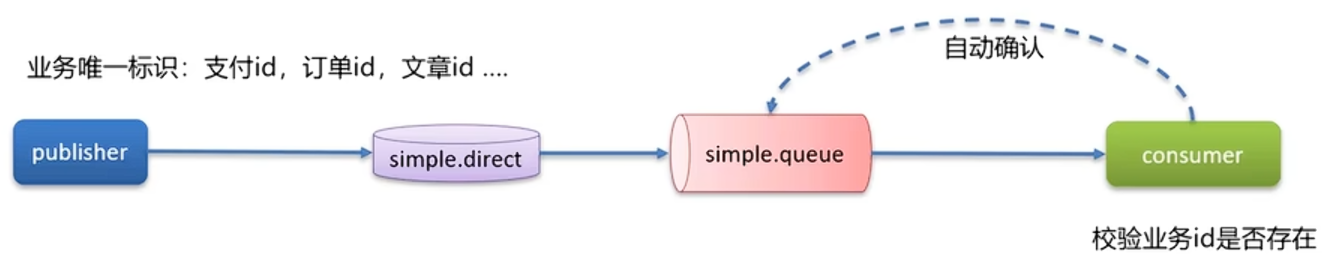 自动确认
业务唯一标识：支付id，订单id，文章id ....
publisher
simple.direct
simple.queue
consumer
校验业务id是否存在